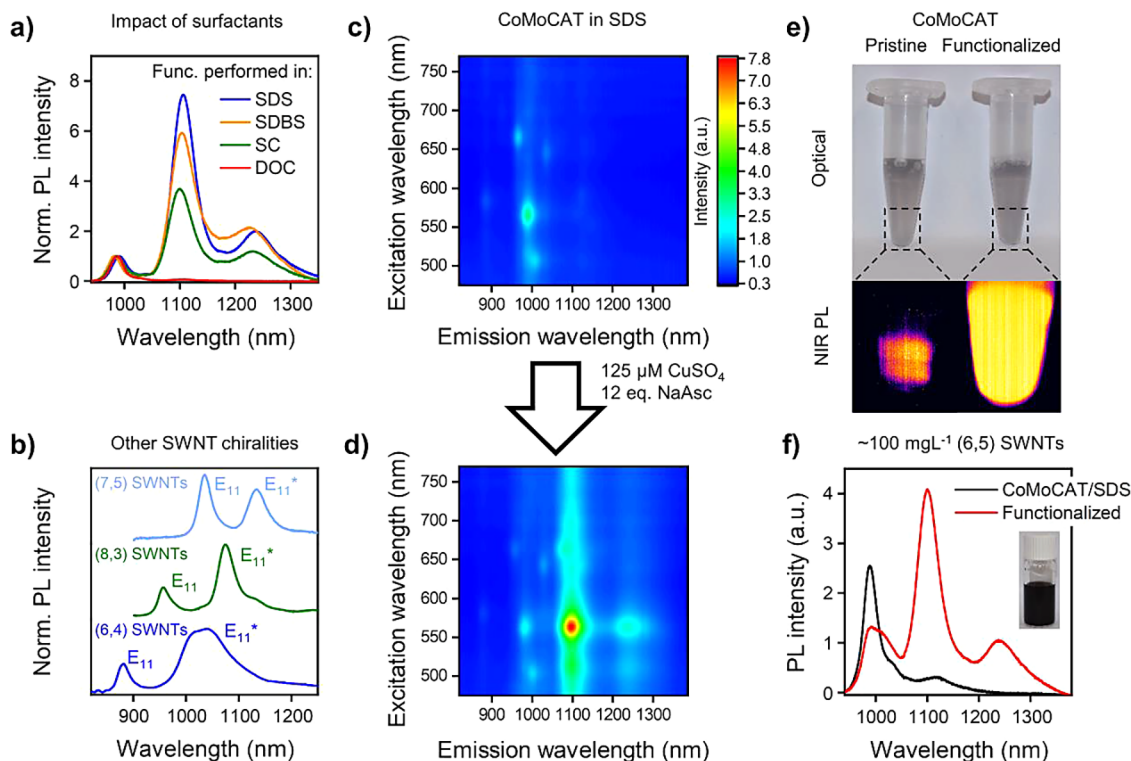 a)
Impact of surfactants
Norm. PL intensity
8
6
4
2
0
Func. performed in:
SDS
SDBS
SC
DOC
1000
1100
1200
1300
Wavelength (nm)
b)
Other SWNT chiralities
Norm. PL intensity
(7,5) SWNTs
E11
E11*
(8,3) SWNTs
E11
E11*
(6,4) SWNTs
E11
E11*
900
1000
1100
1200
Wavelength (nm)
c)
CoMoCAT in SDS
Excitation wavelength (nm)
750
700
650
600
550
500
900
1000
1100
1200
1300
Emission wavelength (nm)
Intensity (a.u.)
7.8
7.0
6.3
5.5
4.8
4.0
3.3
2.5
1.8
1.0
0.3
125 µM CuSO4
12 eq. NaAsc
d)
Excitation wavelength (nm)
750
700
650
600
550
500
900
1000
1100
1200
1300
Emission wavelength (nm)
e)
CoMoCAT
Pristine
Functionalized
Optical
NIR PL
f)
~100 mgL-1 (6,5) SWNTs
PL intensity (a.u.)
4
3
2
1
0
CoMoCAT/SDS
Functionalized
1000
1100
1200
1300
Wavelength (nm)